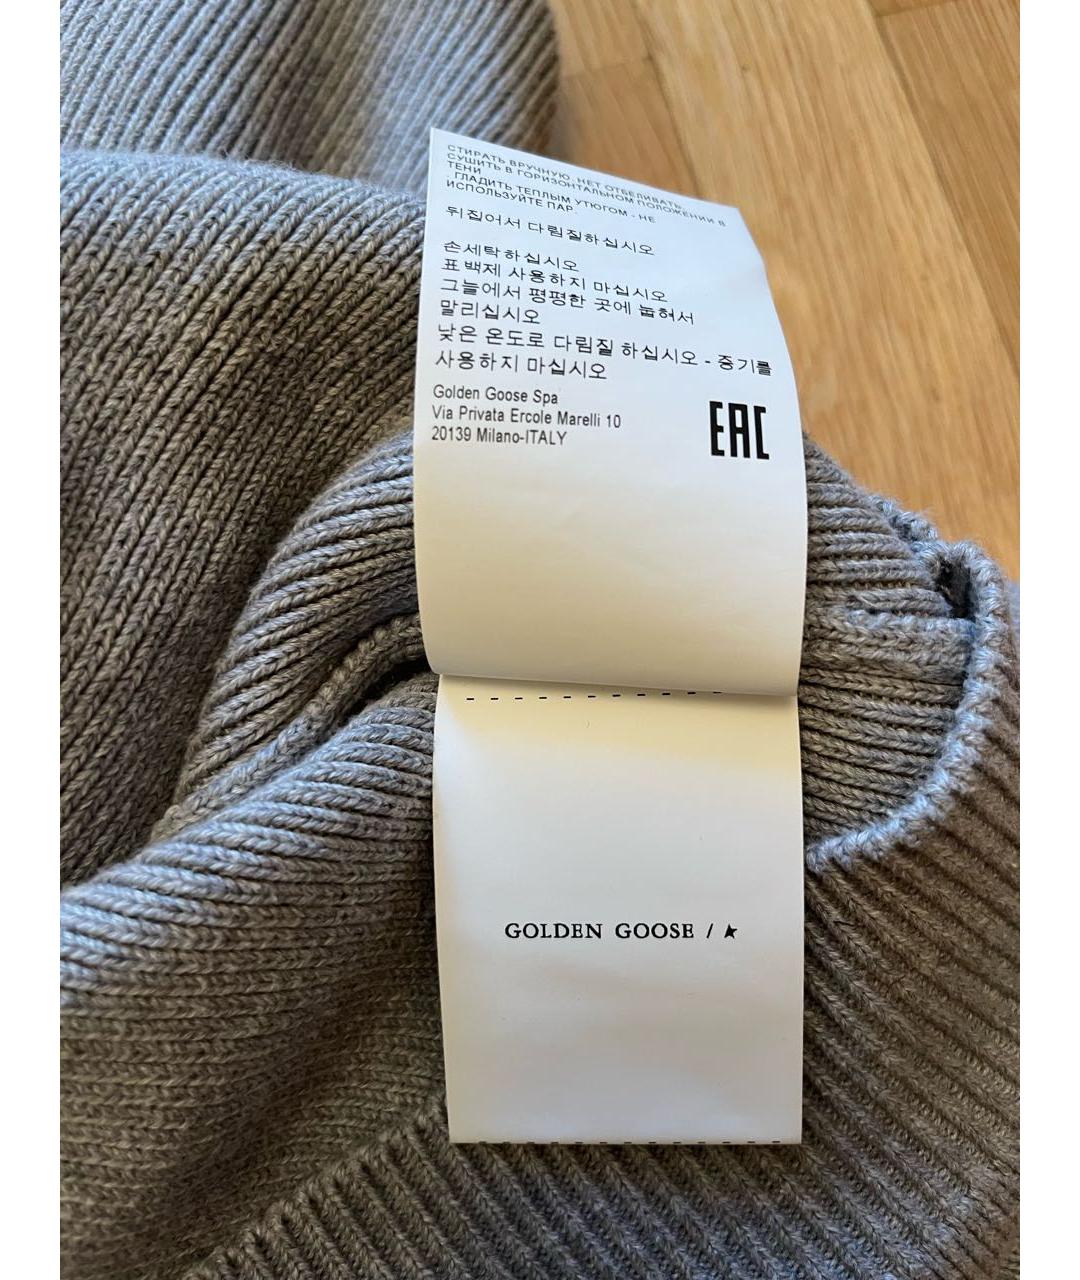 СТИРАТЬ ВРУЧНУЮ. НЕТ ОТБЕЛИВАТЬ.
СУШИТЬ В ГОРИЗОНТАЛЬНОМ ПОЛОЖЕНИИ В
ТЕНИ
. ГЛАДИТЬ ТЕПЛЫМ УТЮГОМ - НЕ
ИСПОЛЬЗУЙТЕ ПАР.
뒤집어서 다림질하십시오
손세탁하십시오
표백제 사용하지 마십시오
그늘에서 평평한 곳에 눕혀서
말리십시오
낮은 온도로 다림질 하십시오 - 증기를
사용하지 마십시오
Golden Goose Spa
Via Privata Ercole Marelli 10
20139 Milano-ITALY
EAC
GOLDEN GOOSE / ★